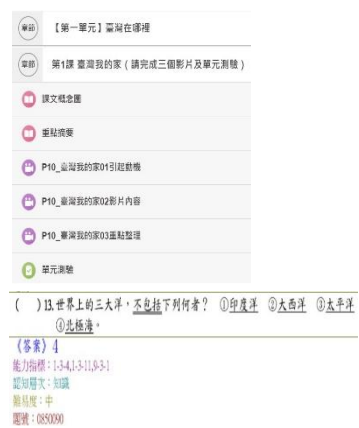 章節 【第一單元】臺灣在哪裡
章節 第1課 臺灣我的家(請完成三個影片及單元測驗)
課文概念圖
重點摘要
P10_臺灣我的家01引起動機
P10_臺灣我的家02影片內容
P10_臺灣我的家03重點整理
單元測驗
( )13.世界上的三大洋,不包括下列何者? ①印度洋 ②大西洋 ③太平洋
④北極海。
《答案》4
能力指標:1-3-4,1-3-11,9-3-1
認知層次:知識
難易度:中
題號:0850090